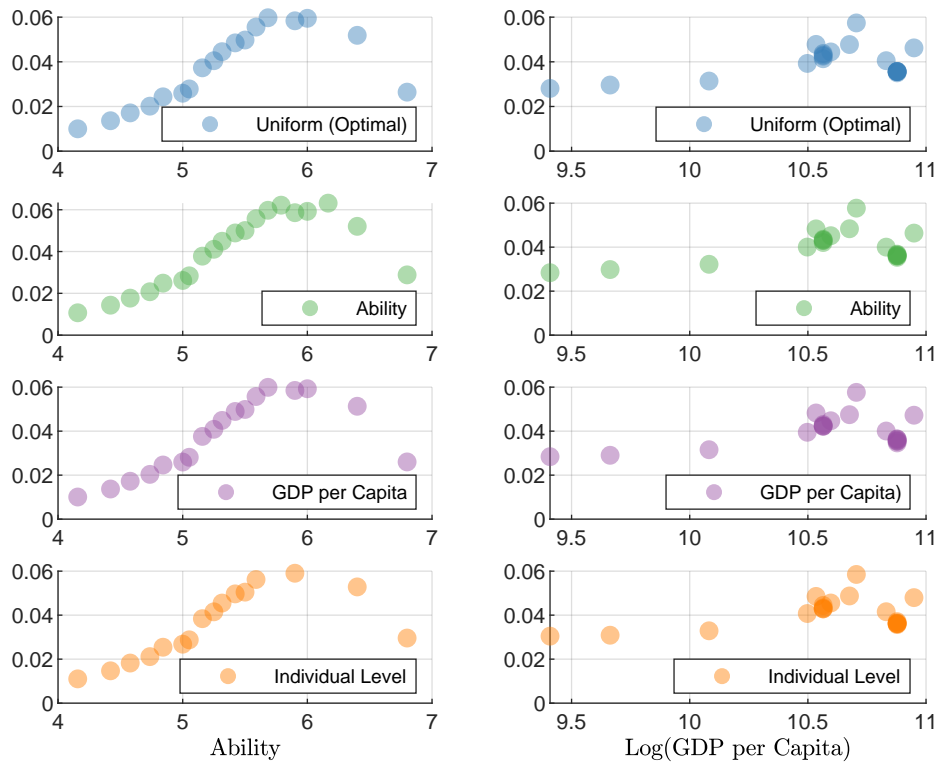 0.06
0.04
0.02
0
Uniform (Optimal)
4 5 6 7
0.06
0.04
0.02
0
Uniform (Optimal)
9.5 10 10.5 11
0.06
0.04
0.02
0
Ability
4 5 6 7
0.06
0.04
0.02
0
Ability
9.5 10 10.5 11
0.06
0.04
0.02
0
GDP per Capita
4 5 6 7
0.06
0.04
0.02
0
GDP per Capita)
9.5 10 10.5 11
0.06
0.04
0.02
0
Individual Level
4 5 6 7
Ability
0.06
0.04
0.02
0
Individual Level
9.5 10 10.5 11
Log(GDP per Capita)